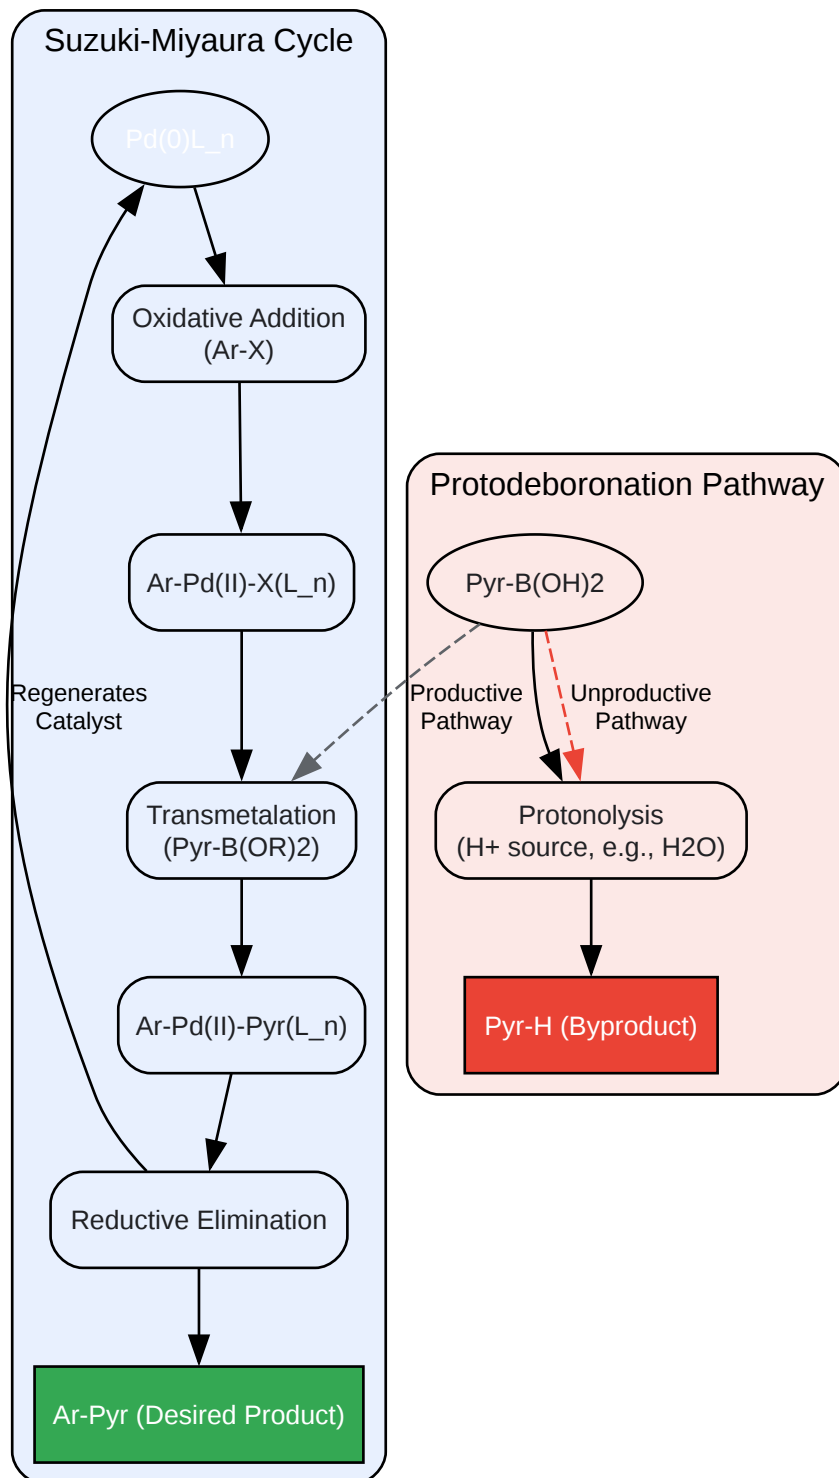 Suzuki-Miyaura Cycle
Pd(0)L_n
Oxidative Addition
(Ar-X)
Protodeboronation Pathway
Ar-Pd(II)-X(L_n)
Pyr-B(OH)2
Regenerates
Catalyst
Productive
Pathway
Unproductive
Pathway
Transmetalation
(Pyr-B(OR)2)
Protonolysis
(H+ source, e.g., H2O)
Ar-Pd(II)-Pyr(L_n)
Pyr-H (Byproduct)
Reductive Elimination
Ar-Pyr (Desired Product)